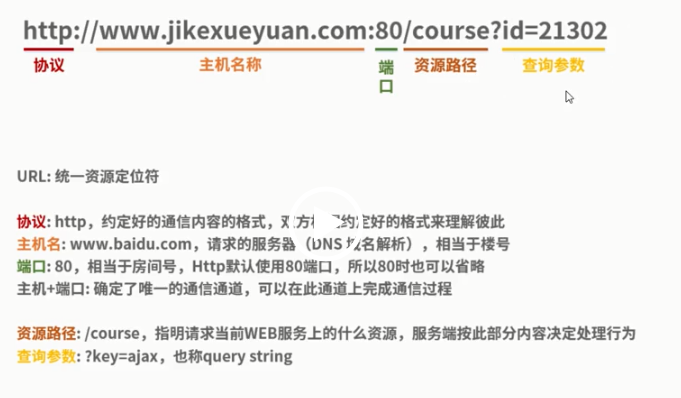 http://www.jikexueyuan.com:80/course?id=21302
协议 主机名称 端口 资源路径 查询参数
URL: 统一资源定位符
协议: http，约定好的通信内容的格式，双方按约定好的格式来理解彼此
主机名: www.baidu.com，请求的服务器（DNS 域名解析），相当于楼号
端口: 80，相当于房间号，Http默认使用80端口，所以80时也可以省略
主机+端口: 确定了唯一的通信通道，可以在此通道上完成通信过程
资源路径: /course，指明请求当前WEB服务上的什么资源，服务端按此部分内容决定处理行为
查询参数: ?key=ajax，也称query string